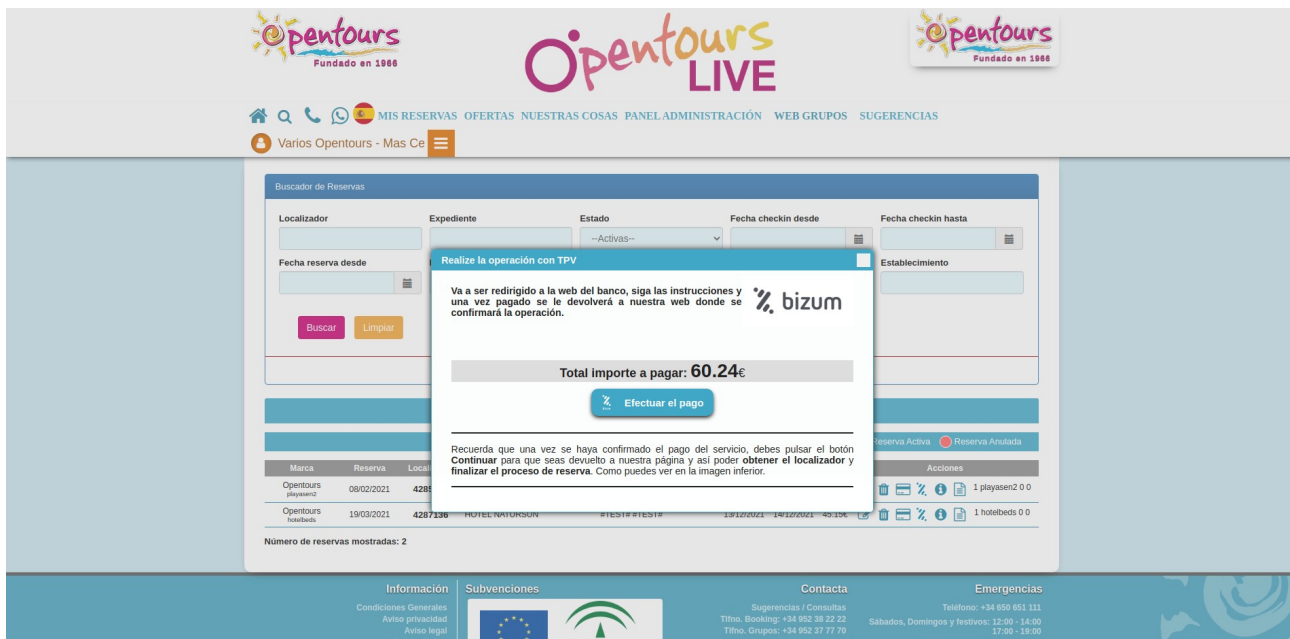 Opentours
Fundado en 1966
Opentours
LIVE
Opentours
Fundado en 1966
MIS RESERVAS OFERTAS NUESTRAS COSAS PANEL ADMINISTRACIÓN WEB GRUPOS SUGERENCIAS
Varios Opentours - Mas Ce
Buscador de Reservas
Localizador Expediente Estado Fecha checkin desde Fecha checkin hasta
--Activas--
Fecha reserva desde Establecimiento
Buscar Limpiar
Realize la operación con TPV
Va a ser redirigido a la web del banco, siga las instrucciones y
una vez pagado se le devolverá a nuestra web donde se
confirmará la operación.
bizum
Total importe a pagar: 60.24€
Efectuar el pago
Recuerda que una vez se haya confirmado el pago del servicio, debes pulsar el botón
Continuar para que seas devuelto a nuestra página y así poder obtener el localizador y
finalizar el proceso de reserva. Como puedes ver en la imagen inferior.
Reserva Activa Reserva Anulada
Marca Reserva Acciones
Opentours
playasen2
08/02/2021 1 playasen2 0 0
Opentours
hotelbeds
19/03/2021 4287136 HOTEL NATURSUN #TEST# #TEST# 13/12/2021 14/12/2021 45.15€ 1 hotelbeds 0 0
Número de reservas mostradas: 2
Información Subvenciones Contacta Emergencias
Condiciones Generales
Aviso privacidad
Aviso legal
Sugerencias / Consultas
Tlfno. Booking: +34 952 38 22 22
Tlfno. Grupos: +34 952 37 77 70
Teléfono: +34 650 651 111
Sábados, Domingos y festivos: 12:00 - 14:00
17:00 - 19:00